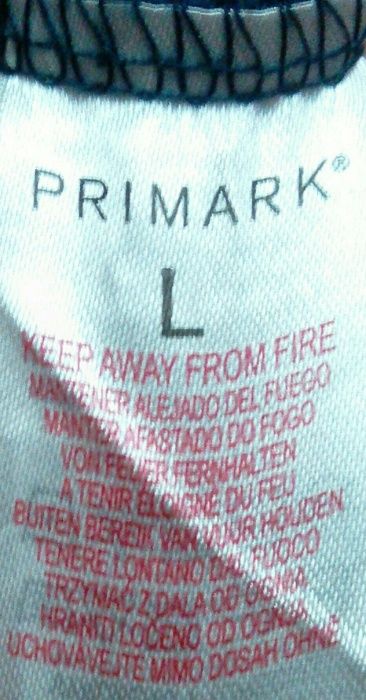 PRIMARK®
L
KEEP AWAY FROM FIRE
MANTENER ALEJADO DEL FUEGO
MANTER AFASTADO DO FOGO
VON FEUER FERNHALTEN
A TENIR ÉLOIGNÉ DU FEU
BUITEN BEREIK VAN VUUR HOUDEN
TENERE LONTANO DAL FUOCO
TRZYMAĆ Z DALA OD OGNIA
HRANITI LOČENO OD OGNJA
UCHOVÁVEJTE MIMO DOSAH OHNĚ